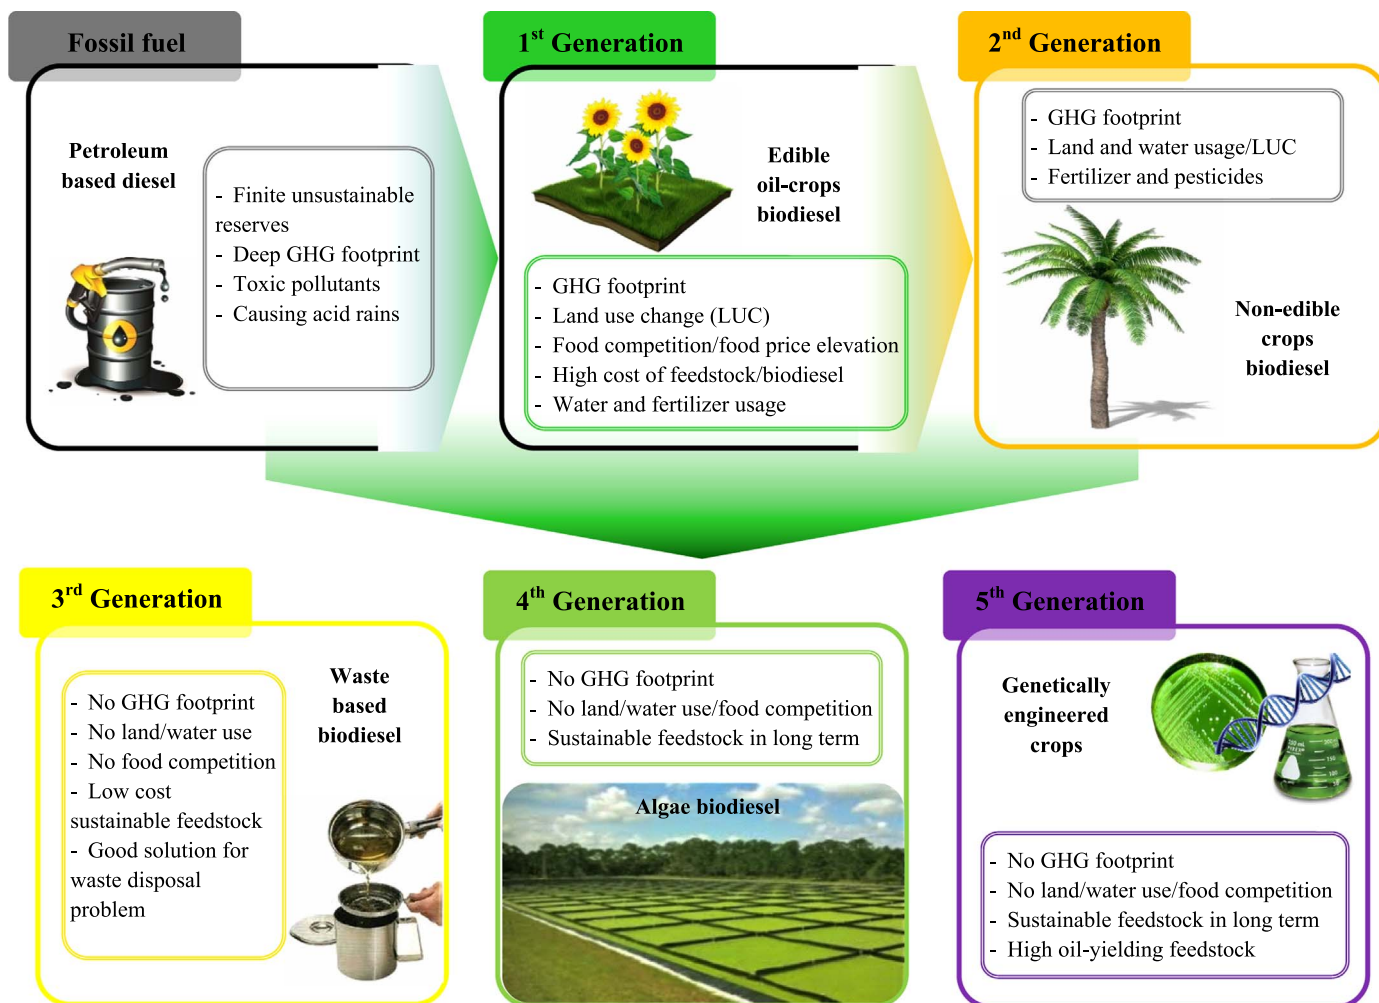 Fossil fuel
Petroleum
based diesel
- Finite unsustainable
reserves
- Deep GHG footprint
- Toxic pollutants
- Causing acid rains
1st Generation
Edible
oil-crops
biodiesel
- GHG footprint
- Land use change (LUC)
- Food competition/food price elevation
- High cost of feedstock/biodiesel
- Water and fertilizer usage
2nd Generation
- GHG footprint
- Land and water usage/LUC
- Fertilizer and pesticides
Non-edible
crops
biodiesel
3rd Generation
- No GHG footprint
- No land/water use
- No food competition
- Low cost
sustainable feedstock
- Good solution for
waste disposal
problem
Waste
based
biodiesel
4th Generation
- No GHG footprint
- No land/water use/food competition
- Sustainable feedstock in long term
Algae biodiesel
5th Generation
Genetically
engineered
crops
- No GHG footprint
- No land/water use/food competition
- Sustainable feedstock in long term
- High oil-yielding feedstock